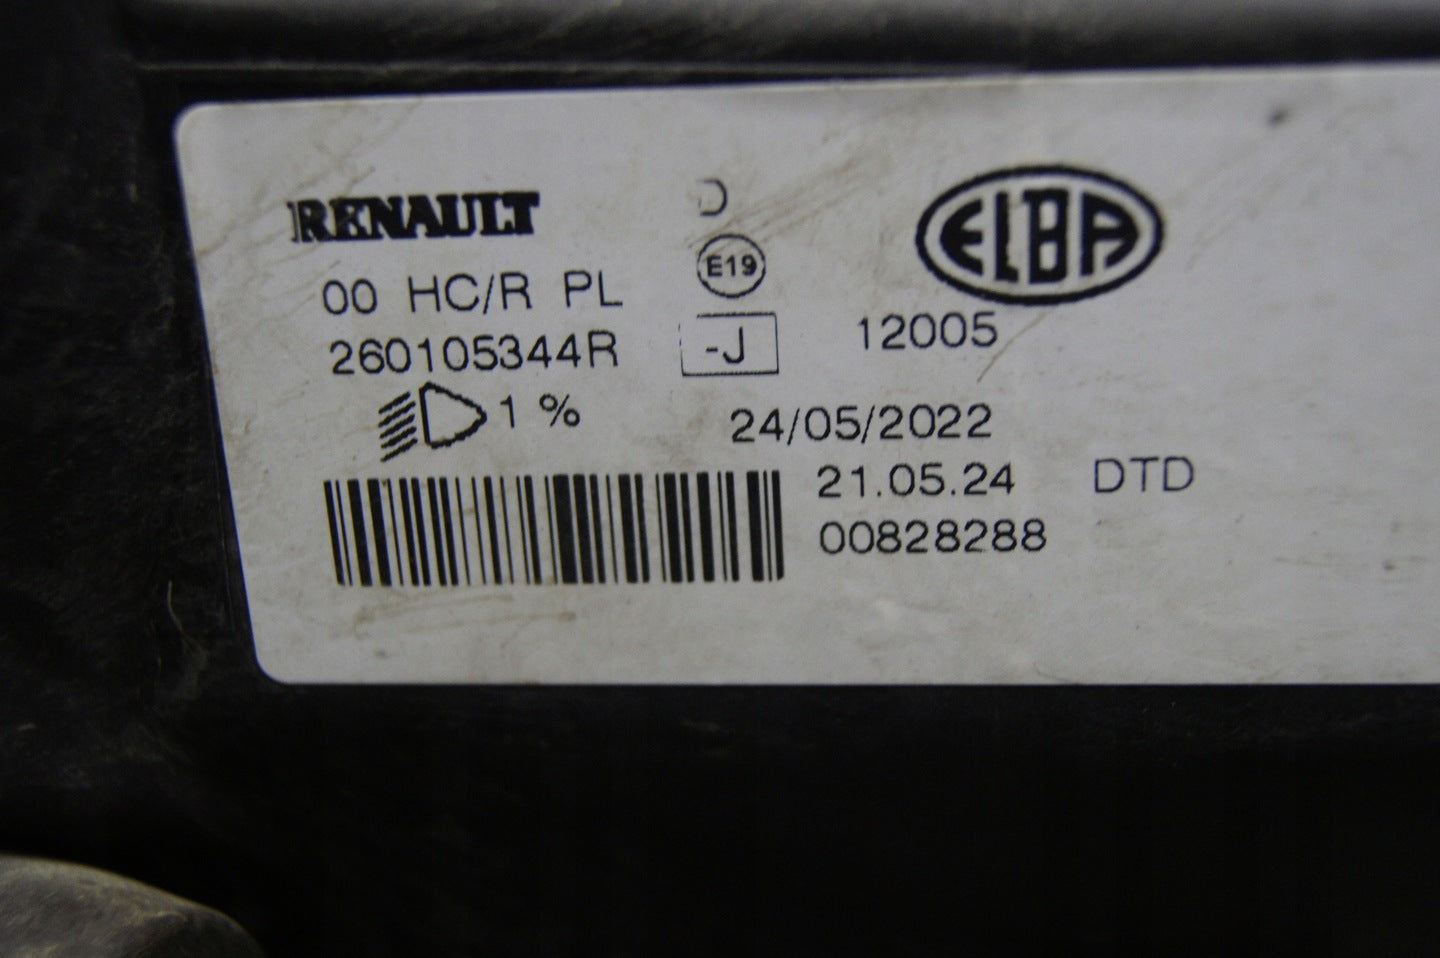 RENAULT
D
ELBA
E19
00 HC/R PL
260105344R
-J
12005
1 %
24/05/2022
21.05.24 DTD
00828288